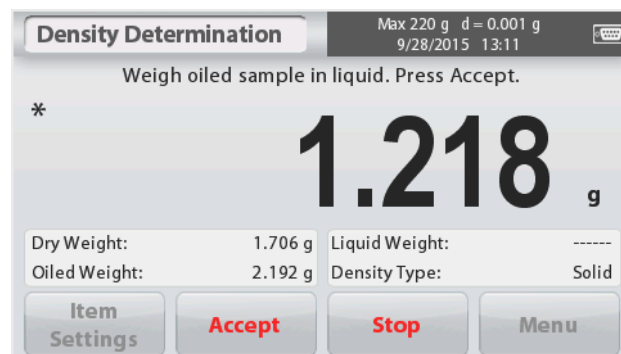 Density Determination
Max 220 g d = 0.001 g
9/28/2015 13:11
Weigh oiled sample in liquid. Press Accept.
*
1.218 g
Dry Weight: 1.706 g Liquid Weight: ------
Oiled Weight: 2.192 g Density Type: Solid
Item
Settings
Accept
Stop
Menu